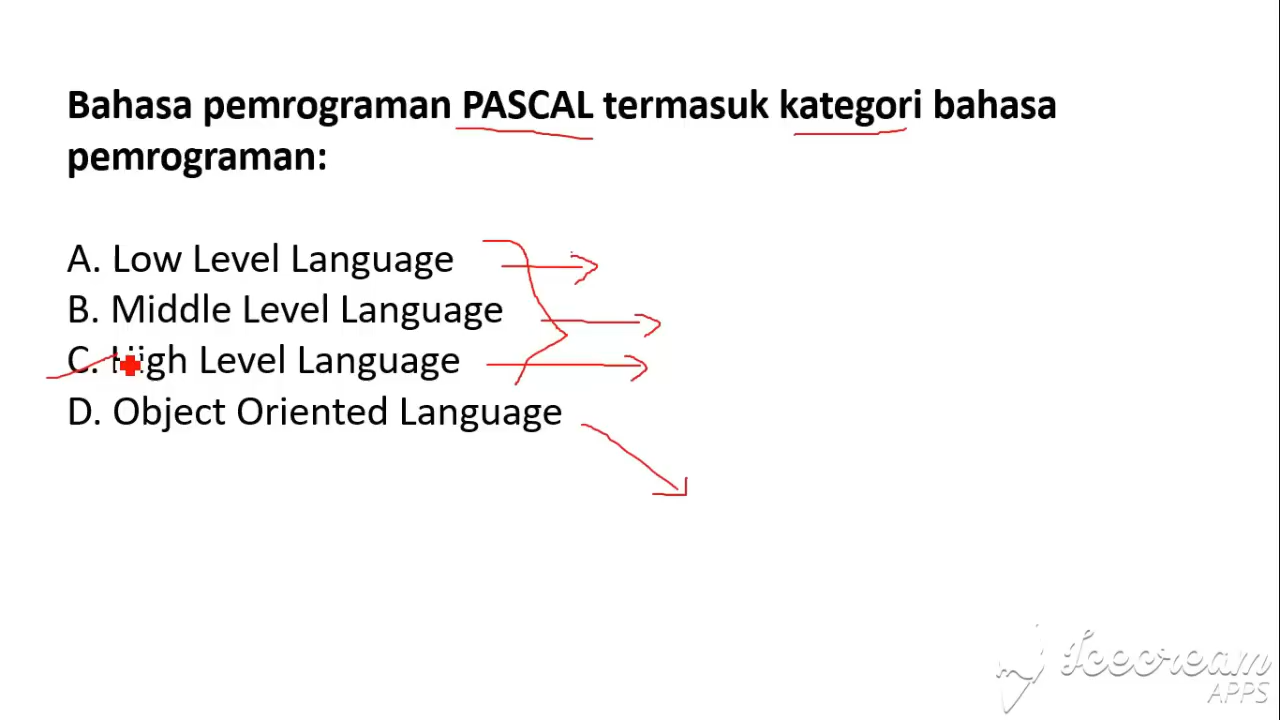 Bahasa pemrograman PASCAL termasuk kategori bahasa
pemrograman:
A. Low Level Language
B. Middle Level Language
C. High Level Language
D. Object Oriented Language
Icecream
APPS